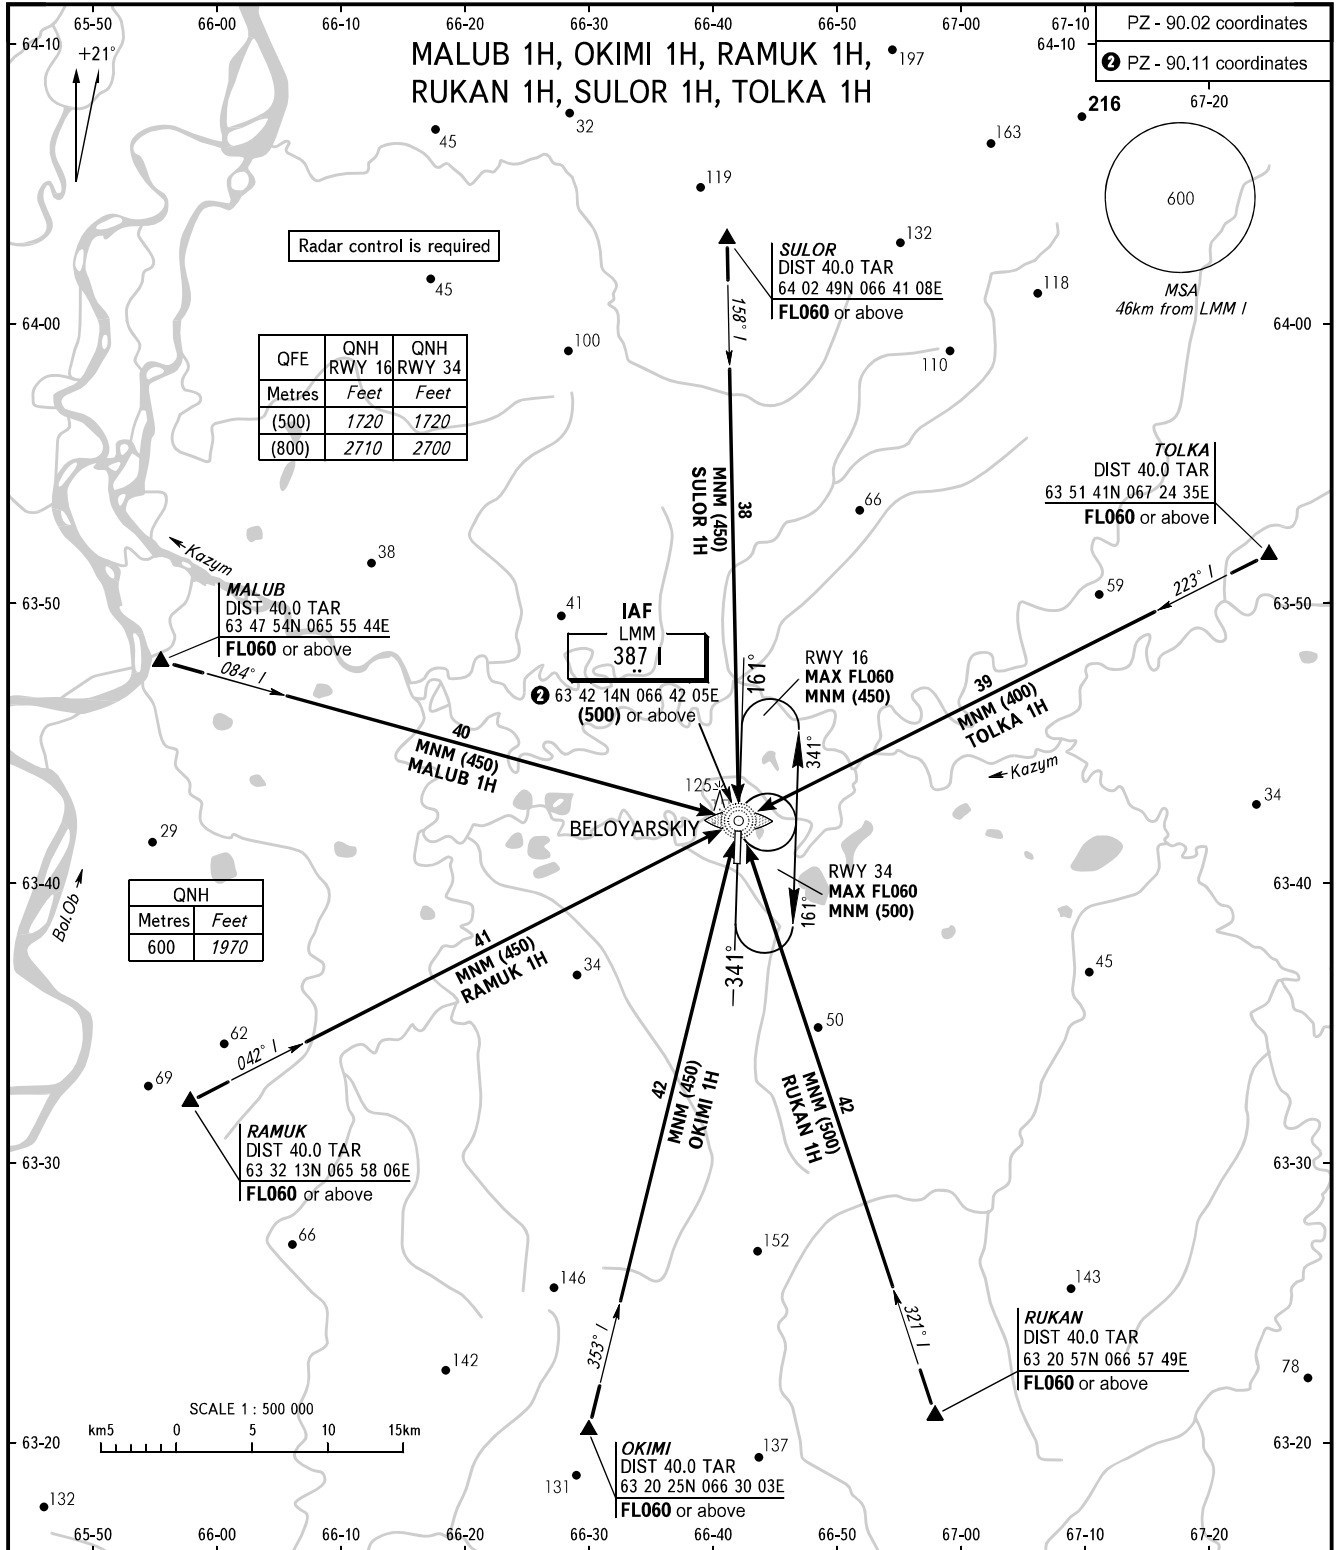 65-50 66-00 66-10 66-20 66-30 66-40 66-50 67-00 67-10
PZ - 90.02 coordinates
❷ PZ - 90.11 coordinates
64-10
64-10
67-20
+21°
MALUB 1H, OKIMI 1H, RAMUK 1H,
RUKAN 1H, SULOR 1H, TOLKA 1H
197
32
45
216
163
119
600
MSA
46km from LMM I
Radar control is required
45
132
118
SULOR
DIST 40.0 TAR
64 02 49N 066 41 08E
FL060 or above
158° I
64-00
64-00
QFE QNH RWY 16 QNH RWY 34
Metres Feet Feet
(500) 1720 1720
(800) 2710 2700
100
110
38
MNM (450)
SULOR 1H
66
TOLKA
DIST 40.0 TAR
63 51 41N 067 24 35E
FL060 or above
223° I
59
Kazym
38
63-50
63-50
MALUB
DIST 40.0 TAR
63 47 54N 065 55 44E
FL060 or above
084° I
41
IAF
LMM
387 I
❷ 63 42 14N 066 42 05E
(500) or above
161°
RWY 16
MAX FL060
MNM (450)
341°
39
MNM (400)
TOLKA 1H
Kazym
40
MNM (450)
MALUB 1H
125
BELOYARSKIY
34
29
RWY 34
MAX FL060
MNM (500)
161°
341°
63-40
63-40
Bol.Ob
QNH
Metres Feet
600 1970
41
MNM (450)
RAMUK 1H
34
45
50
62
042° I
69
42
MNM (450)
OKIMI 1H
42
MNM (500)
RUKAN 1H
RAMUK
DIST 40.0 TAR
63 32 13N 065 58 06E
FL060 or above
63-30
63-30
66
152
146
143
353° I
321° I
RUKAN
DIST 40.0 TAR
63 20 57N 066 57 49E
FL060 or above
142
78
SCALE 1 : 500 000
km5 0 5 10 15km
63-20
63-20
OKIMI
DIST 40.0 TAR
63 20 25N 066 30 03E
FL060 or above
137
131
132
65-50 66-00 66-10 66-20 66-30 66-40 66-50 67-00 67-10 67-20